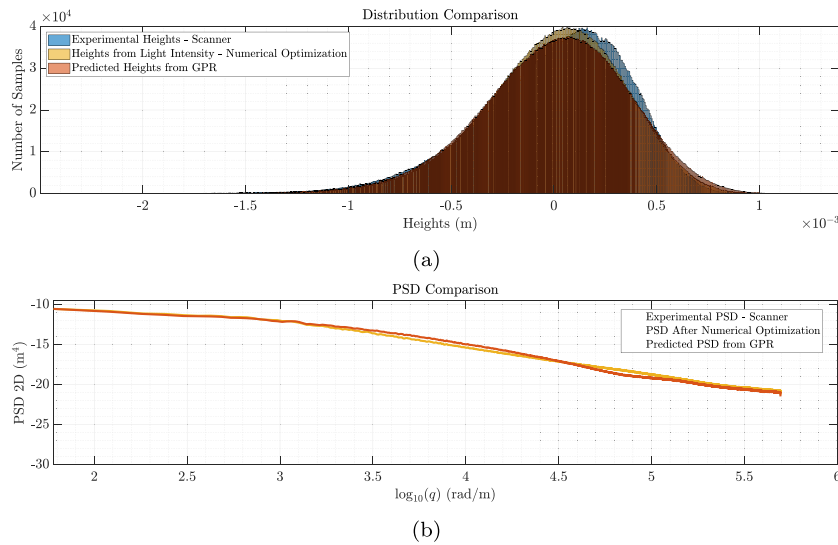 ×10⁴
Distribution Comparison
4
3
2
1
0
Number of Samples
Experimental Heights - Scanner
Heights from Light Intensity - Numerical Optimization
Predicted Heights from GPR
-2
-1.5
-1
-0.5
0
0.5
1
Heights (m)
×10⁻³
(a)
PSD Comparison
-10
-15
-20
-25
-30
PSD 2D (m⁴)
Experimental PSD - Scanner
PSD After Numerical Optimization
Predicted PSD from GPR
2
2.5
3
3.5
4
4.5
5
5.5
6
log₁₀(q) (rad/m)
(b)